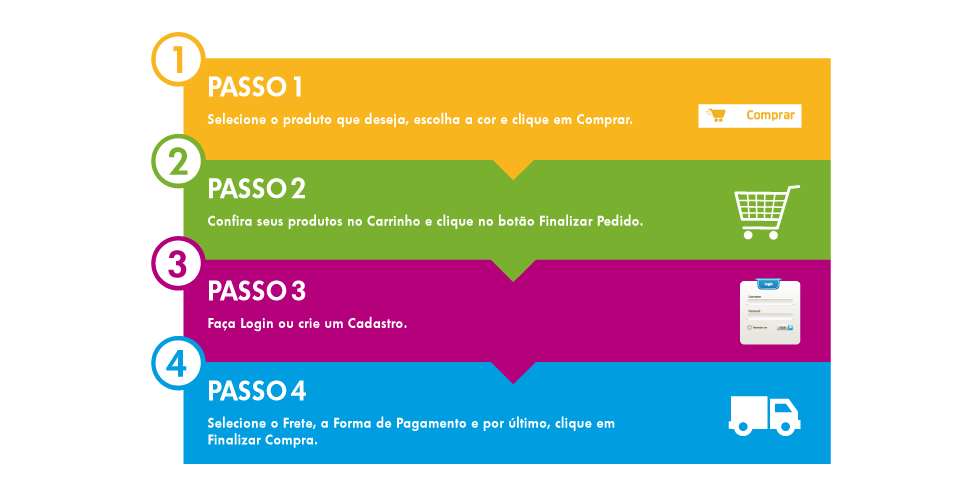 1
PASSO 1
Selecione o produto que deseja, escolha a cor e clique em Comprar.
Comprar
2
PASSO 2
Confira seus produtos no Carrinho e clique no botão Finalizar Pedido.
3
PASSO 3
Faça Login ou crie um Cadastro.
4
PASSO 4
Selecione o Frete, a Forma de Pagamento e por último, clique em
Finalizar Compra.